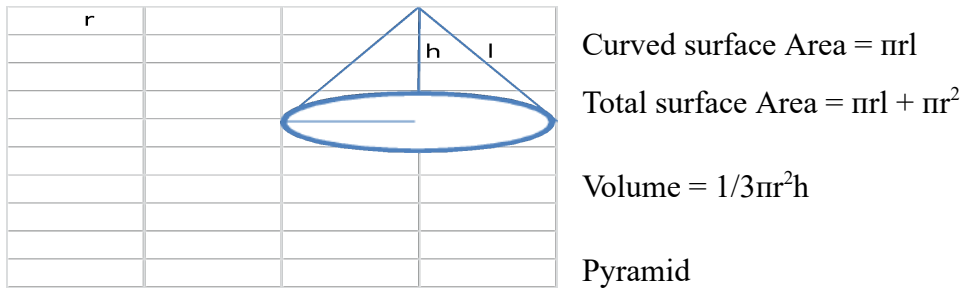 r
h l
Curved surface Area = πrl
Total surface Area = πrl + πr²
Volume = 1/3πr²h
Pyramid